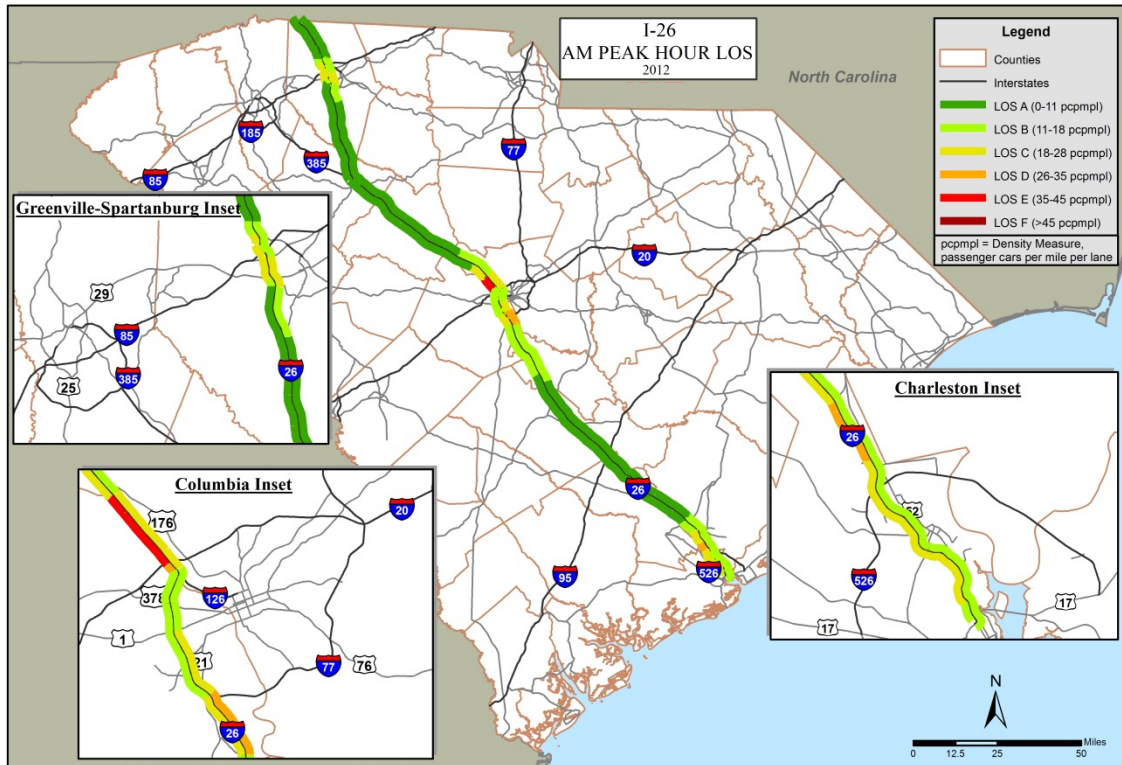 I-26
AM PEAK HOUR LOS
2012
North Carolina
Legend
Counties
Interstates
LOS A (0-11 pcpmpl)
LOS B (11-18 pcpmpl)
LOS C (18-28 pcpmpl)
LOS D (26-35 pcpmpl)
LOS E (35-45 pcpmpl)
LOS F (>45 pcpmpl)
pcpmpl = Density Measure,
passenger cars per mile per lane
185
385
85
77
20
26
95
526
Greenville-Spartanburg Inset
29
85
385
25
26
Columbia Inset
176
20
378
126
1
21
77
76
26
Charleston Inset
26
52
526
17
17
N
Miles
0 12.5 25 50